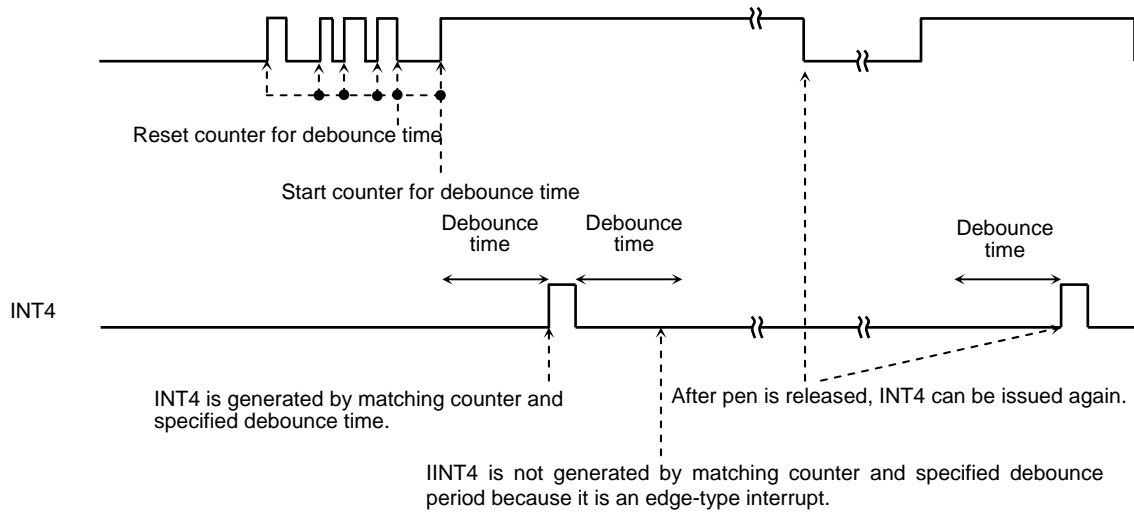 Reset counter for debounce time
Start counter for debounce time
Debounce
time
Debounce
time
Debounce
time
INT4
INT4 is generated by matching counter and
specified debounce time.
After pen is released, INT4 can be issued again.
IINT4 is not generated by matching counter and specified debounce
period because it is an edge-type interrupt.